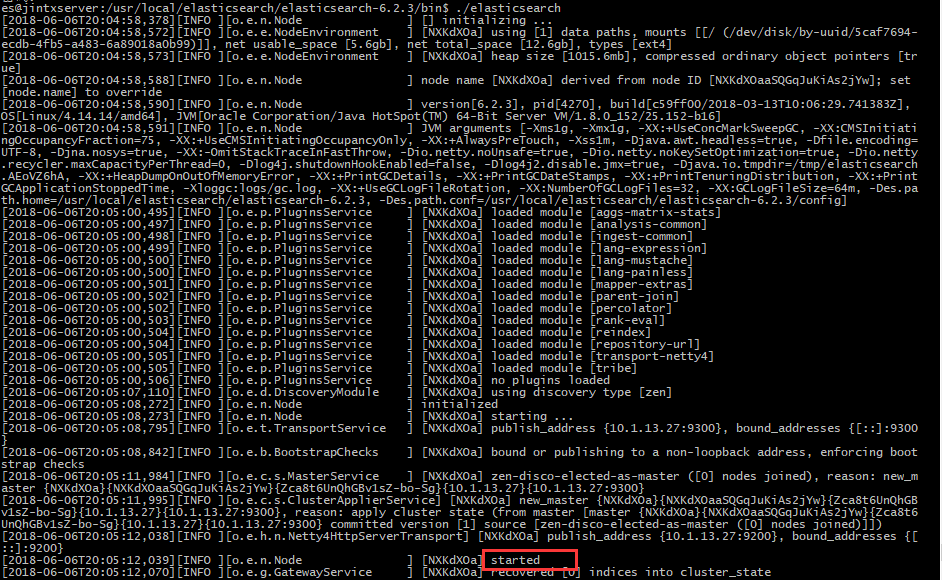 es@jintxserver:/usr/local/elasticsearch/elasticsearch-6.2.3/bin$ ./elasticsearch
[2018-06-06T20:04:58,378][INFO ][o.e.n.Node               ] [] initializing ...
[2018-06-06T20:04:58,572][INFO ][o.e.e.NodeEnvironment    ] [NXKdXOa] using [1] data paths, mounts [[/ (/dev/disk/by-uuid/5caf7694-
ecdb-4fb5-a483-6a89018a0b99)]], net usable_space [5.6gb], net total_space [12.6gb], types [ext4]
[2018-06-06T20:04:58,573][INFO ][o.e.e.NodeEnvironment    ] [NXKdXOa] heap size [1015.6mb], compressed ordinary object pointers [tr
ue]
[2018-06-06T20:04:58,588][INFO ][o.e.n.Node               ] node name [NXKdXOa] derived from node ID [NXKdXOaaSQGqJuKiAs2jYw]; set
[node.name] to override
[2018-06-06T20:04:58,590][INFO ][o.e.n.Node               ] version[6.2.3], pid[4270], build[c59ff00/2018-03-13T10:06:29.741383Z],
OS[Linux/4.14.14/amd64], JVM[Oracle Corporation/Java HotSpot(TM) 64-Bit Server VM/1.8.0_152/25.152-b16]
[2018-06-06T20:04:58,591][INFO ][o.e.n.Node               ] JVM arguments [-Xms1g, -Xmx1g, -XX:+UseConcMarkSweepGC, -XX:CMSInitiati
ngOccupancyFraction=75, -XX:+UseCMSInitiatingOccupancyOnly, -XX:+AlwaysPreTouch, -Xss1m, -Djava.awt.headless=true, -Dfile.encoding=
UTF-8, -Djna.nosys=true, -XX:-OmitStackTraceInFastThrow, -Dio.netty.noUnsafe=true, -Dio.netty.noKeySetOptimization=true, -Dio.netty
.recycler.maxCapacityPerThread=0, -Dlog4j.shutdownHookEnabled=false, -Dlog4j2.disable.jmx=true, -Djava.io.tmpdir=/tmp/elasticsearch
.AEoVZ6hA, -XX:+HeapDumpOnOutOfMemoryError, -XX:+PrintGCDetails, -XX:+PrintGCDateStamps, -XX:+PrintTenuringDistribution, -XX:+Print
GCApplicationStoppedTime, -Xloggc:logs/gc.log, -XX:+UseGCLogFileRotation, -XX:NumberOfGCLogFiles=32, -XX:GCLogFileSize=64m, -Des.pa
th.home=/usr/local/elasticsearch/elasticsearch-6.2.3, -Des.path.conf=/usr/local/elasticsearch/elasticsearch-6.2.3/config]
[2018-06-06T20:05:00,495][INFO ][o.e.p.PluginsService     ] [NXKdXOa] loaded module [aggs-matrix-stats]
[2018-06-06T20:05:00,497][INFO ][o.e.p.PluginsService     ] [NXKdXOa] loaded module [analysis-common]
[2018-06-06T20:05:00,498][INFO ][o.e.p.PluginsService     ] [NXKdXOa] loaded module [ingest-common]
[2018-06-06T20:05:00,499][INFO ][o.e.p.PluginsService     ] [NXKdXOa] loaded module [lang-expression]
[2018-06-06T20:05:00,500][INFO ][o.e.p.PluginsService     ] [NXKdXOa] loaded module [lang-mustache]
[2018-06-06T20:05:00,500][INFO ][o.e.p.PluginsService     ] [NXKdXOa] loaded module [lang-painless]
[2018-06-06T20:05:00,501][INFO ][o.e.p.PluginsService     ] [NXKdXOa] loaded module [mapper-extras]
[2018-06-06T20:05:00,502][INFO ][o.e.p.PluginsService     ] [NXKdXOa] loaded module [parent-join]
[2018-06-06T20:05:00,502][INFO ][o.e.p.PluginsService     ] [NXKdXOa] loaded module [percolator]
[2018-06-06T20:05:00,503][INFO ][o.e.p.PluginsService     ] [NXKdXOa] loaded module [rank-eval]
[2018-06-06T20:05:00,504][INFO ][o.e.p.PluginsService     ] [NXKdXOa] loaded module [reindex]
[2018-06-06T20:05:00,504][INFO ][o.e.p.PluginsService     ] [NXKdXOa] loaded module [repository-url]
[2018-06-06T20:05:00,505][INFO ][o.e.p.PluginsService     ] [NXKdXOa] loaded module [transport-netty4]
[2018-06-06T20:05:00,505][INFO ][o.e.p.PluginsService     ] [NXKdXOa] loaded module [tribe]
[2018-06-06T20:05:00,506][INFO ][o.e.p.PluginsService     ] [NXKdXOa] no plugins loaded
[2018-06-06T20:05:07,110][INFO ][o.e.d.DiscoveryModule    ] [NXKdXOa] using discovery type [zen]
[2018-06-06T20:05:08,272][INFO ][o.e.n.Node               ] initialized
[2018-06-06T20:05:08,273][INFO ][o.e.n.Node               ] [NXKdXOa] starting ...
[2018-06-06T20:05:08,795][INFO ][o.e.t.TransportService   ] [NXKdXOa] publish_address {10.1.13.27:9300}, bound_addresses {[::]:9300
}
[2018-06-06T20:05:08,842][INFO ][o.e.b.BootstrapChecks    ] [NXKdXOa] bound or publishing to a non-loopback address, enforcing boot
strap checks
[2018-06-06T20:05:11,984][INFO ][o.e.c.s.MasterService    ] [NXKdXOa] zen-disco-elected-as-master ([0] nodes joined), reason: new_m
aster {NXKdXOa}{NXKdXOaaSQGqJuKiAs2jYw}{Zca8t6UnQhGBv1sZ-bo-Sg}{10.1.13.27}{10.1.13.27:9300}
[2018-06-06T20:05:11,995][INFO ][o.e.c.s.ClusterApplierService] [NXKdXOa] new_master {NXKdXOa}{NXKdXOaaSQGqJuKiAs2jYw}{Zca8t6UnQhGB
v1sZ-bo-Sg}{10.1.13.27}{10.1.13.27:9300}, reason: apply cluster state (from master [master {NXKdXOa}{NXKdXOaaSQGqJuKiAs2jYw}{Zca8t6
UnQhGBv1sZ-bo-Sg}{10.1.13.27}{10.1.13.27:9300} committed version [1] source [zen-disco-elected-as-master ([0] nodes joined)]])
[2018-06-06T20:05:12,038][INFO ][o.e.h.n.Netty4HttpServerTransport] [NXKdXOa] publish_address {10.1.13.27:9200}, bound_addresses {[
::]:9200}
[2018-06-06T20:05:12,039][INFO ][o.e.n.Node               ] [NXKdXOa] started
[2018-06-06T20:05:12,070][INFO ][o.e.g.GatewayService     ] [NXKdXOa] recovered [0] indices into cluster_state